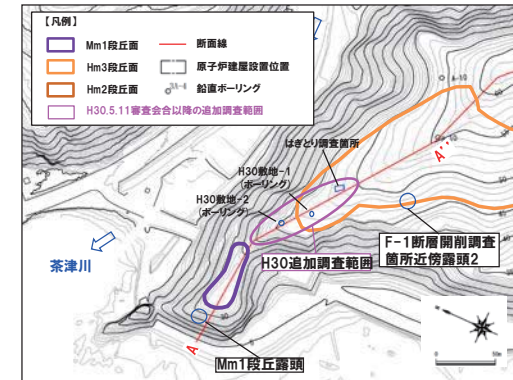 【凡例】
Mm1段丘面
断面線
Hm3段丘面
原子炉建屋設置位置
Hm2段丘面
鉛直ボーリング
H30.5.11審査会合以降の追加調査範囲
A-10
はぎとり調査箇所
A''
H30敷地-1
(ボーリング)
H30敷地-2
(ボーリング)
茶津川
H30追加調査範囲
F-1断層開削調査
箇所近傍露頭2
A
Mm1段丘露頭
0
50m